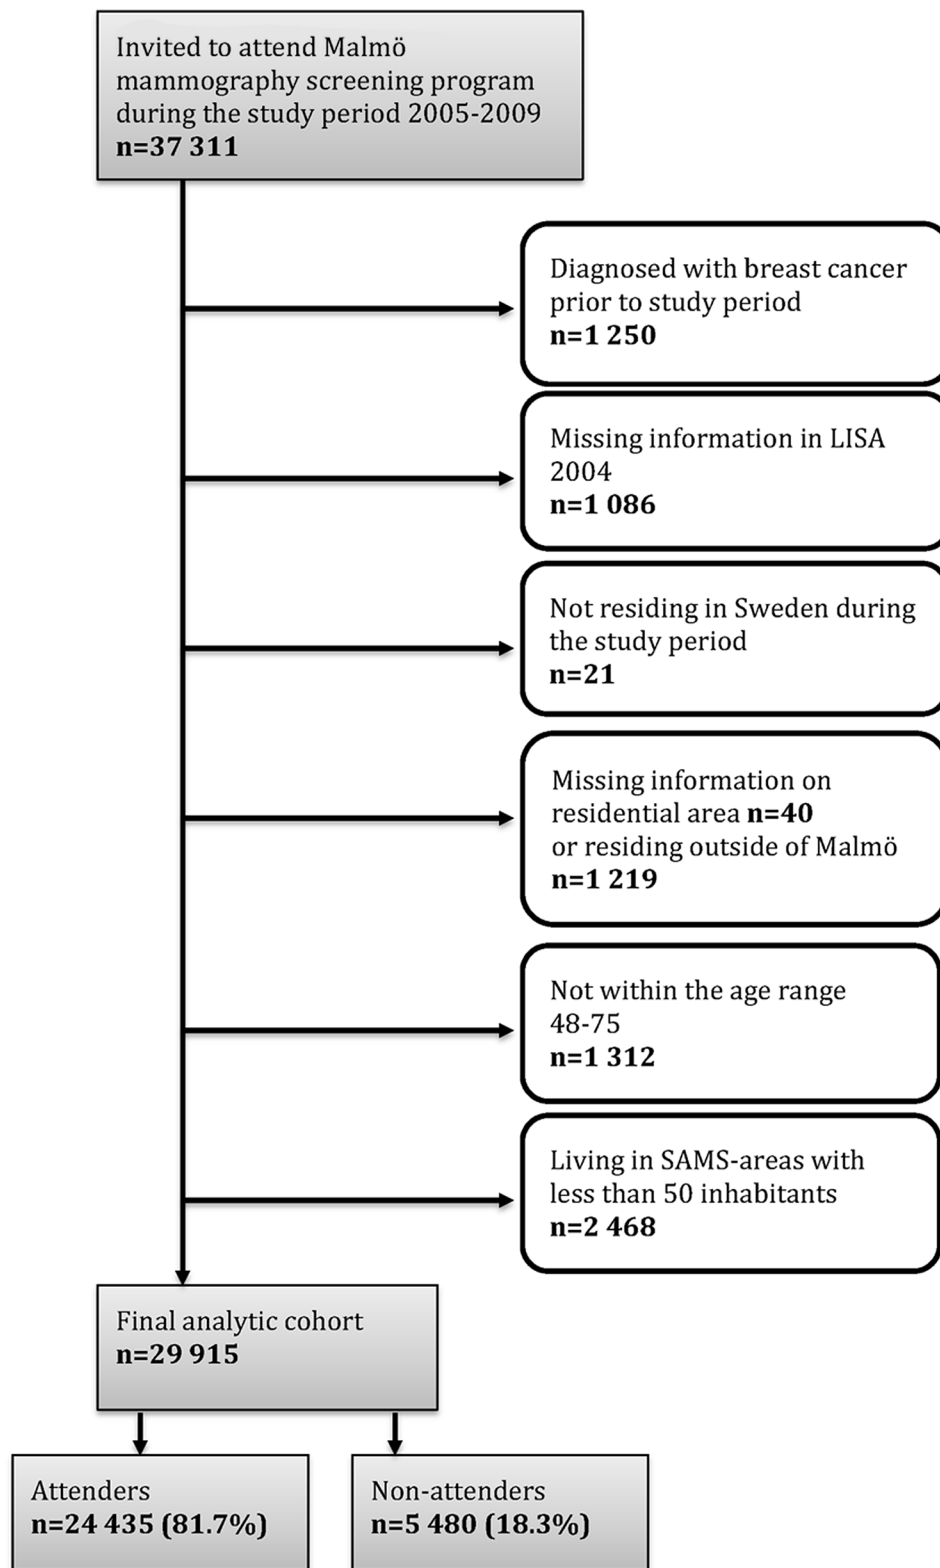 Invited to attend Malmö
mammography screening program
during the study period 2005-2009
n=37 311
Diagnosed with breast cancer
prior to study period
n=1 250
Missing information in LISA
2004
n=1 086
Not residing in Sweden during
the study period
n=21
Missing information on
residential area n=40
or residing outside of Malmö
n=1 219
Not within the age range
48-75
n=1 312
Living in SAMS-areas with
less than 50 inhabitants
n=2 468
Final analytic cohort
n=29 915
Attenders
n=24 435 (81.7%)
Non-attenders
n=5 480 (18.3%)